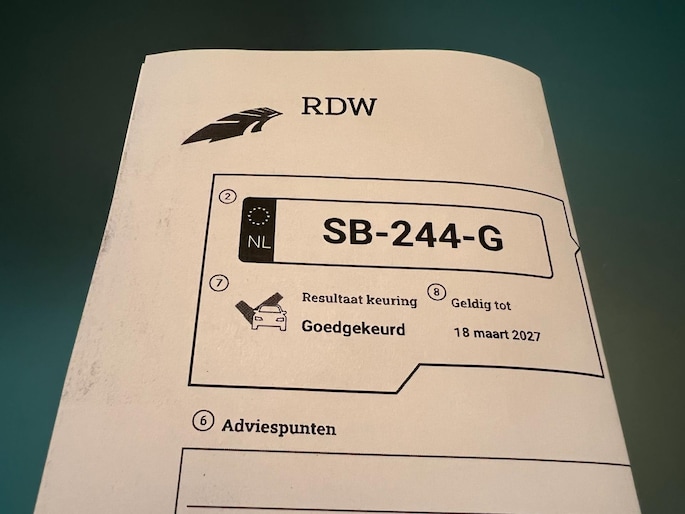 RDW
2
NL
SB-244-G
7
Resultaat keuring
Goedgekeurd
8
Geldig tot
18 maart 2027
6 Adviespunten